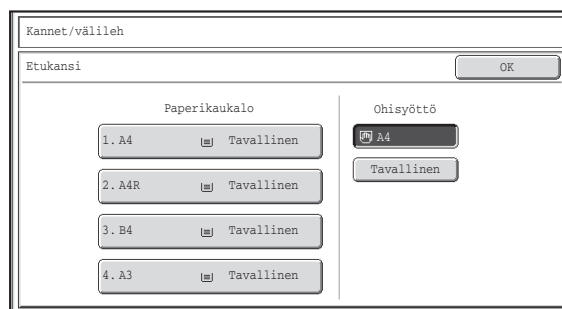 Kannet/välileh
Etukansi
OK
Paperikaukalo
Ohisyöttö
1. A4 Tavallinen
A4
2. A4R Tavallinen
Tavallinen
3. B4 Tavallinen
4. A3 Tavallinen